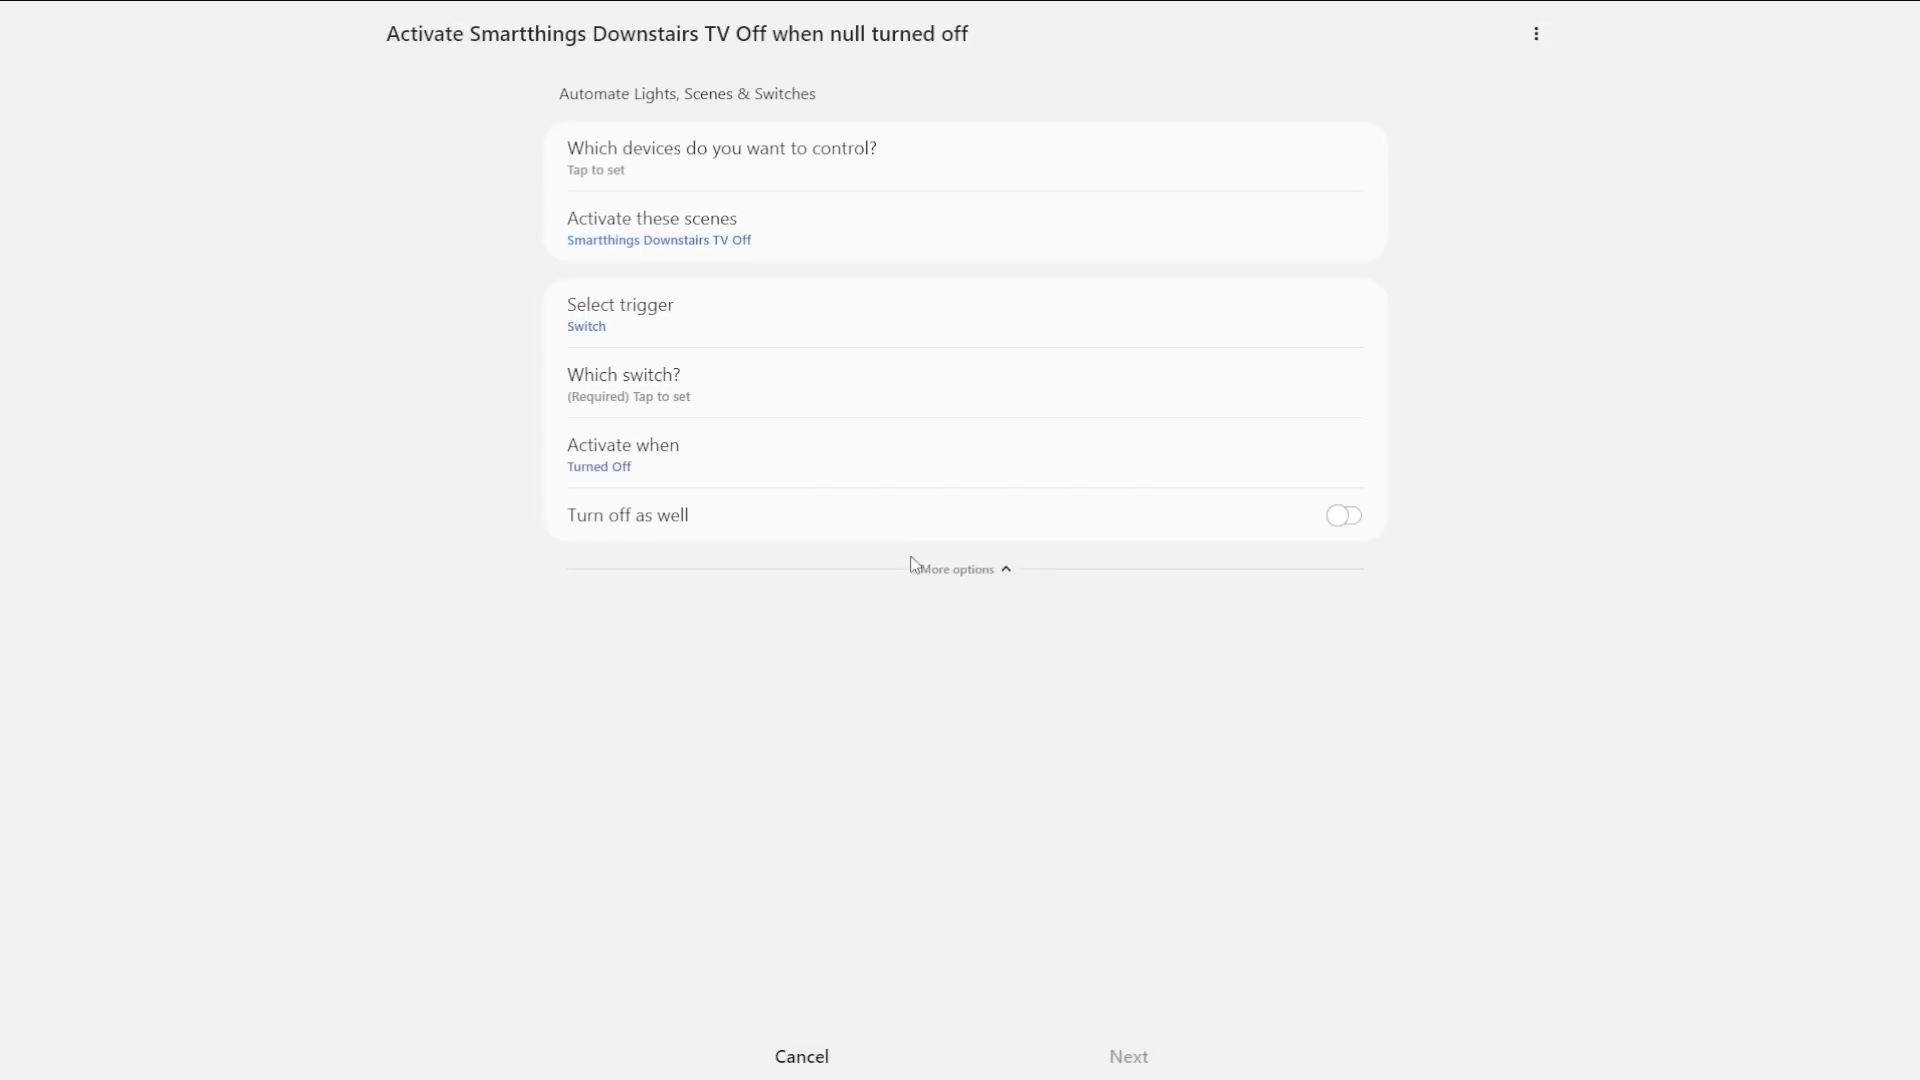 Activate Smartthings Downstairs TV Off when null turned off
Automate Lights, Scenes & Switches
Which devices do you want to control?
Tap to set
Activate these scenes
Smartthings Downstairs TV Off
Select trigger
Switch
Which switch?
(Required) Tap to set
Activate when
Turned Off
Turn off as well
More options
Cancel
Next